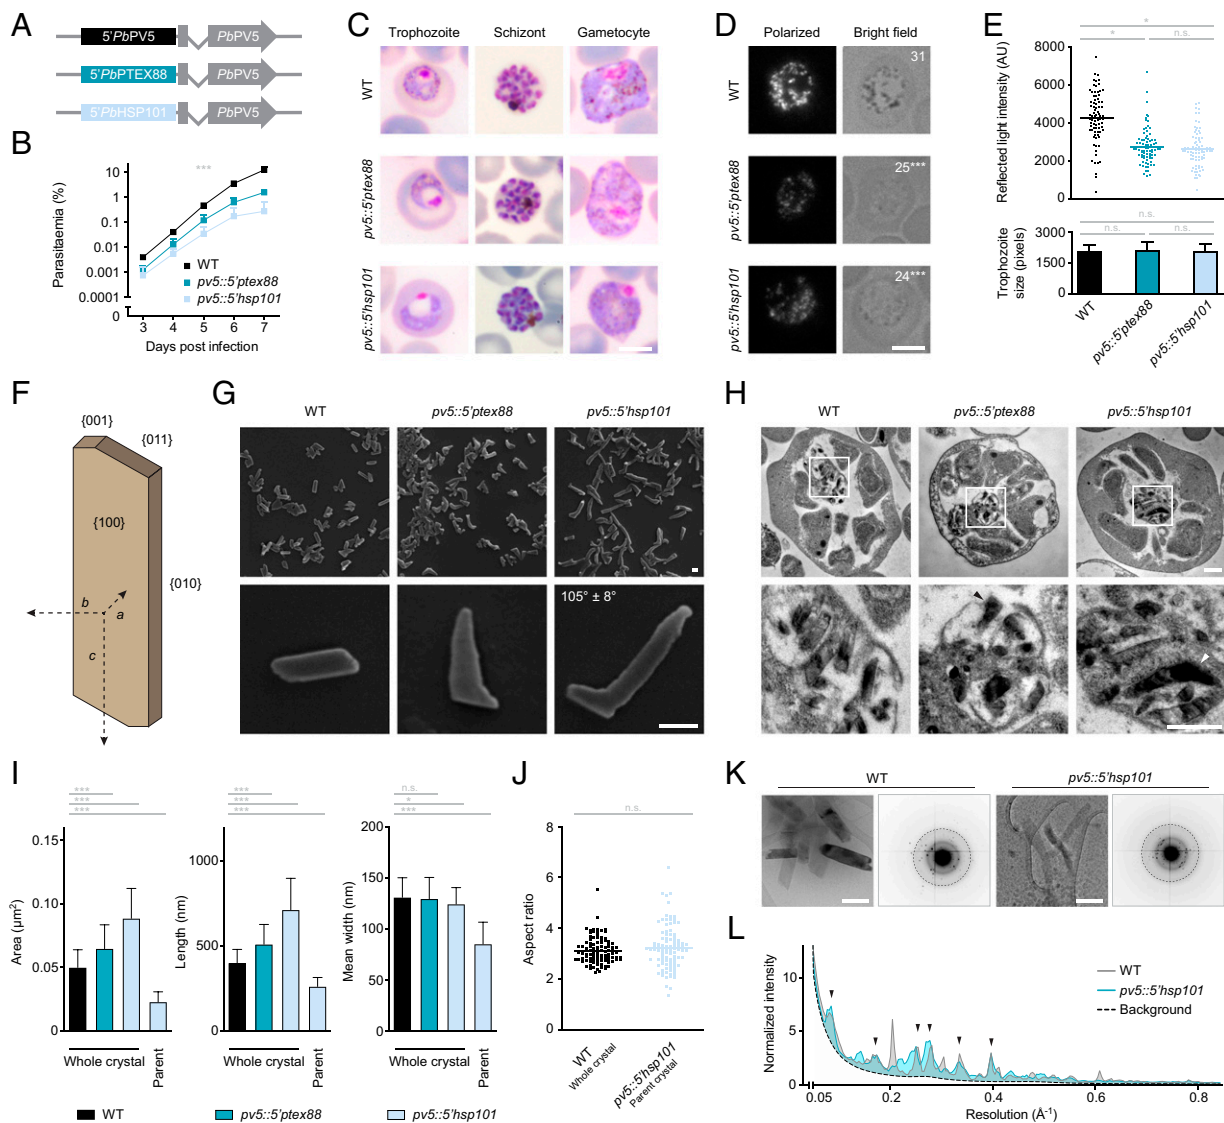 A
5'PbPV5
PbPV5
5'PbPTEX88
PbPV5
5'PbHSP101
PbPV5
B
***
Parasitaemia (%)
10
1
0.1
0.01
0.001
0.0001
0
3 4 5 6 7
Days post infection
WT
pv5::5'ptex88
pv5::5'hsp101
C
Trophozoite Schizont Gametocyte
WT
pv5::5'ptex88
pv5::5'hsp101
D
Polarized Bright field
WT
31
pv5::5'ptex88
25***
pv5::5'hsp101
24***
E
*
* n.s.
Reflected light intensity (AU)
8000
6000
4000
2000
0
n.s.
n.s. n.s.
Trophozoite
size (pixels)
3000
1500
0
WT
pv5::5'ptex88
pv5::5'hsp101
F
{001}
{011}
{100}
{010}
b
a
c
G
WT pv5::5'ptex88 pv5::5'hsp101
105° ± 8°
H
WT pv5::5'ptex88 pv5::5'hsp101
I
***
***
***
Area (µm²)
0.15
0.10
0.05
0
Whole crystal
Parent
***
***
***
Length (nm)
1000
500
0
Whole crystal
Parent
n.s.
*
***
Mean width (nm)
200
150
100
50
0
Whole crystal
Parent
WT
pv5::5'ptex88
pv5::5'hsp101
J
n.s.
Aspect ratio
8
6
4
2
0
WT
Whole crystal
pv5::5'hsp101
Parent crystal
K
WT pv5::5'hsp101
L
Normalized intensity
10
5
0
0.05 0.2 0.4 0.6 0.8
Resolution (Å⁻¹)
WT
pv5::5'hsp101
Background